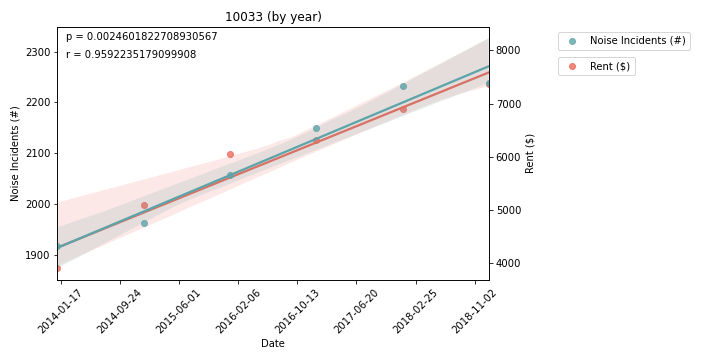 10033 (by year)
p = 0.0024601822708930567
r = 0.9592235179099908
Noise Incidents (#)
Rent ($)
2300
2200
2100
2000
1900
Noise Incidents (#)
8000
7000
6000
5000
4000
Rent ($)
2014-01-17
2014-09-24
2015-06-01
2016-02-06
2016-10-13
2017-06-20
2018-02-25
2018-11-02
Date